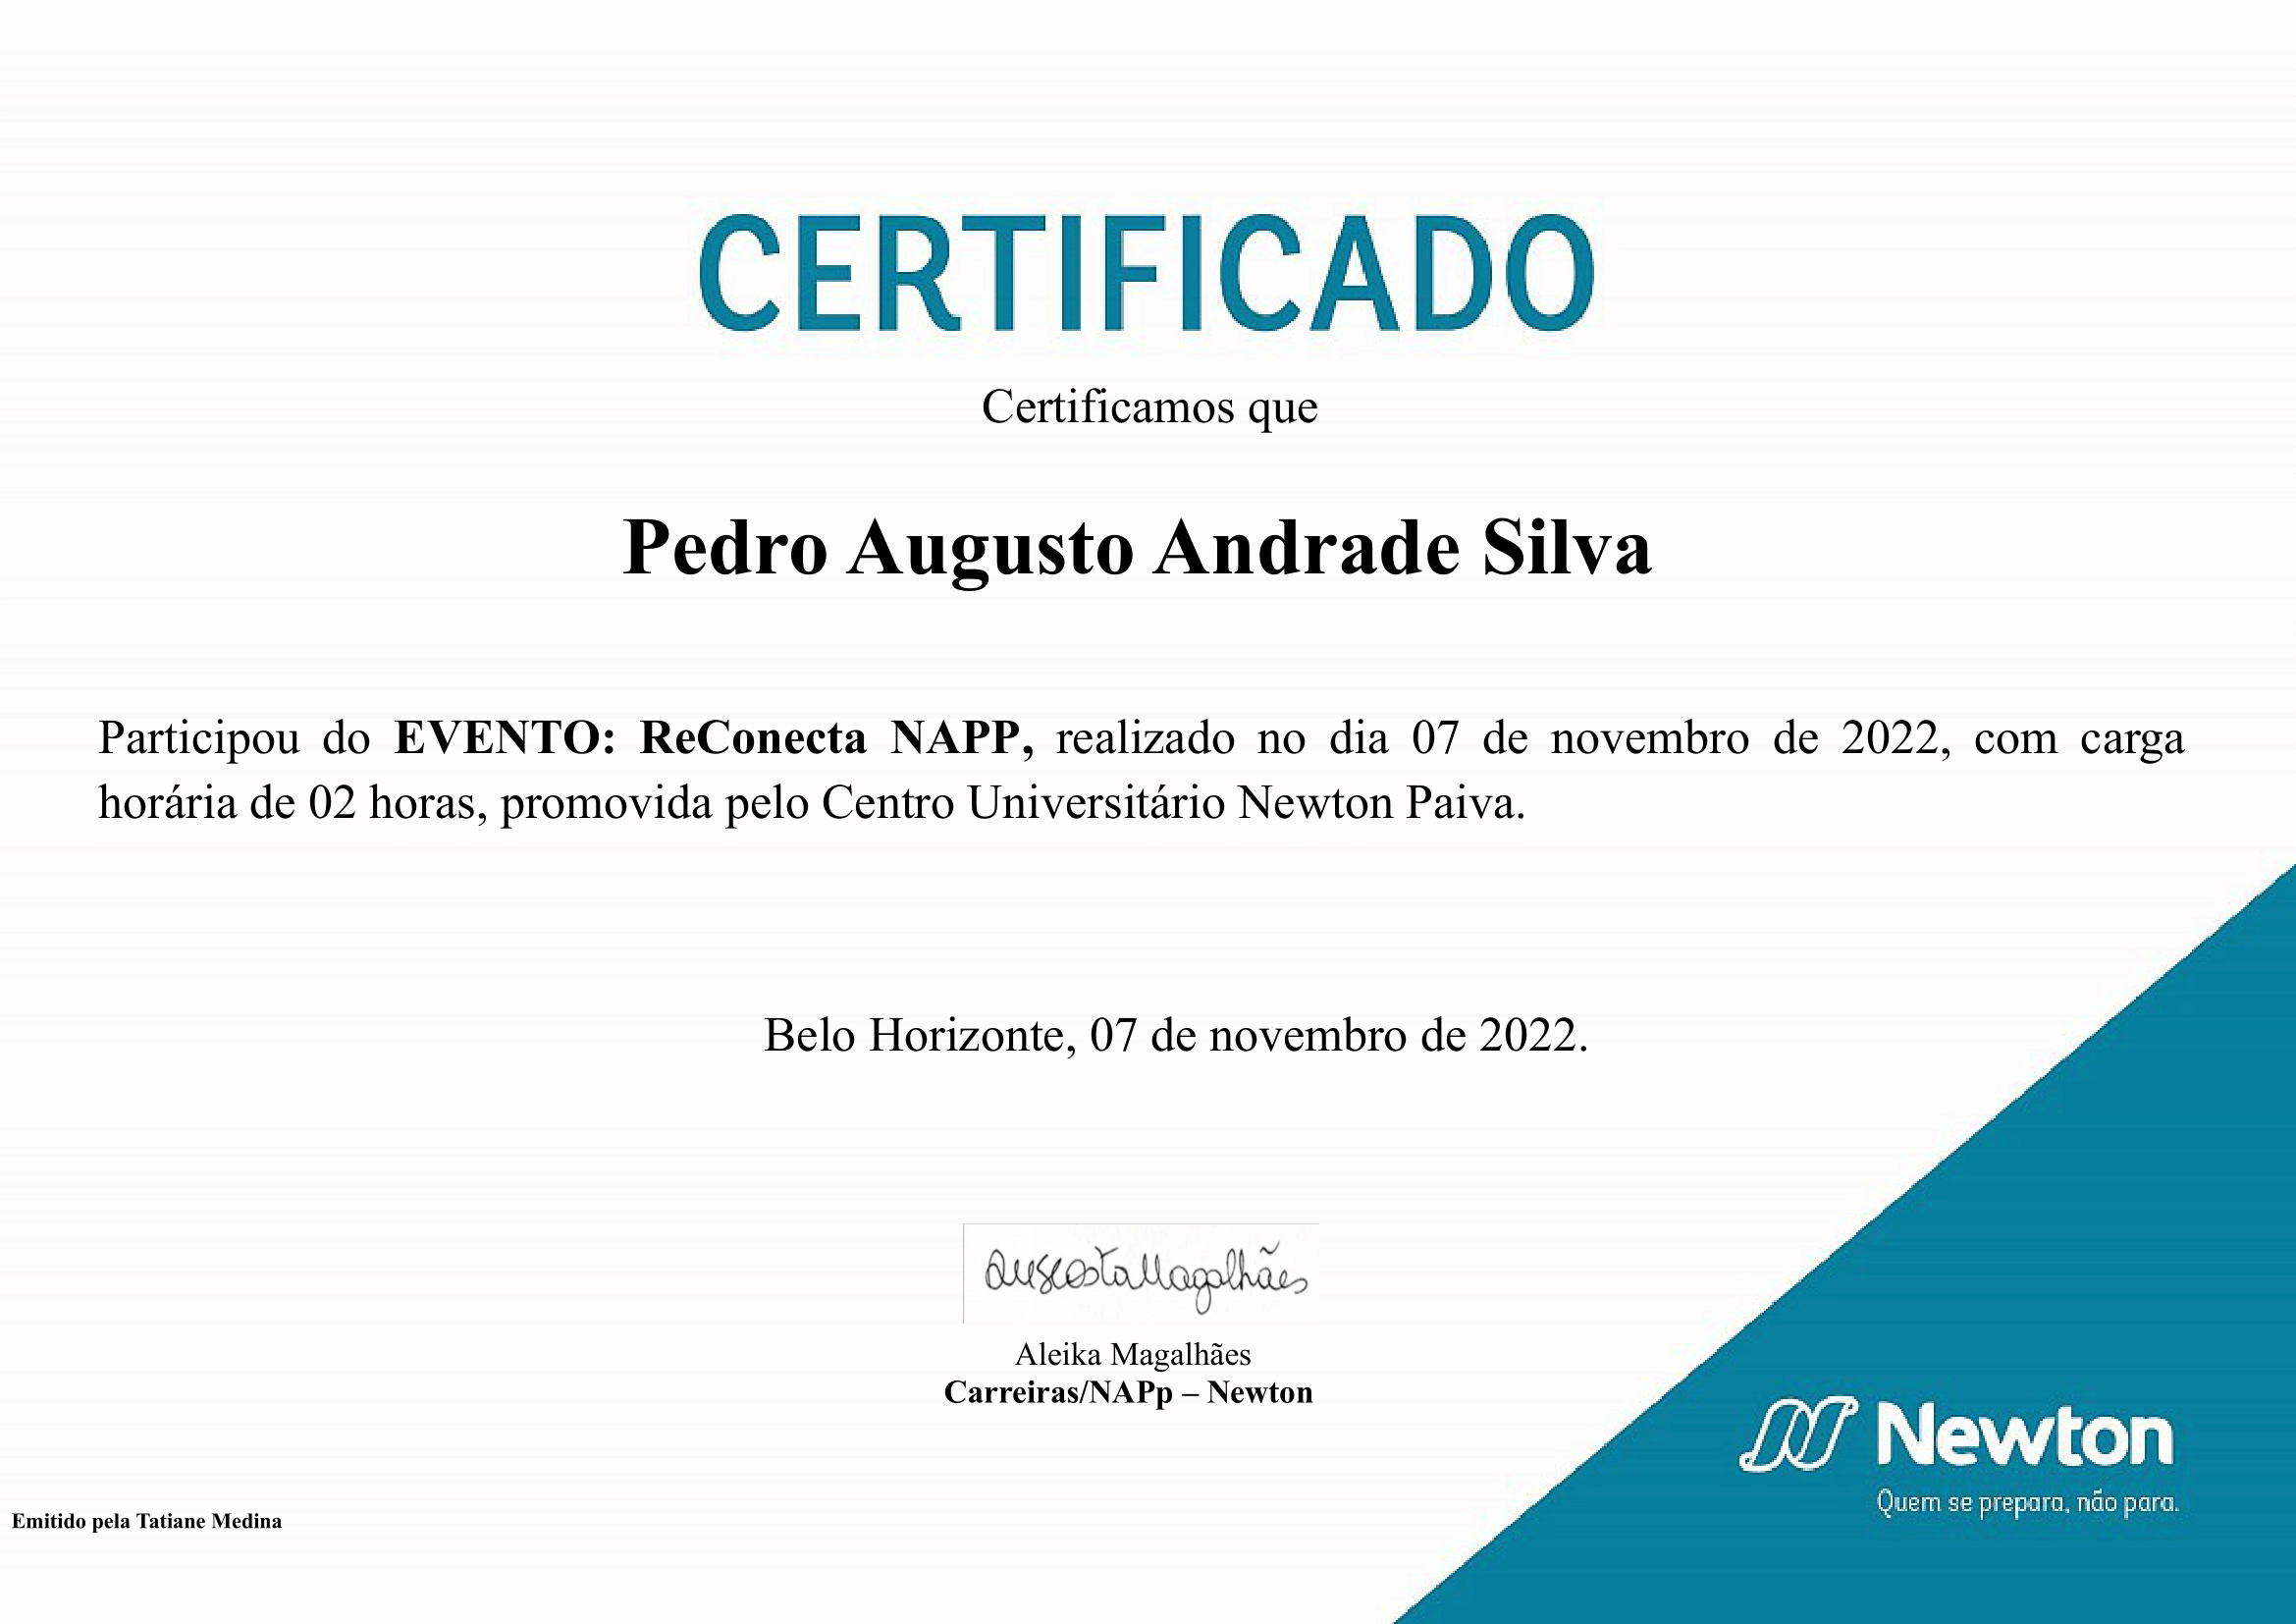 CERTIFICADO
Certificamos que
Pedro Augusto Andrade Silva
Participou do EVENTO: ReConecta NAPP, realizado no dia 07 de novembro de 2022, com carga
horária de 02 horas, promovida pelo Centro Universitário Newton Paiva.
Belo Horizonte, 07 de novembro de 2022.
Magalhães
Aleika Magalhães
Carreiras/NAPp – Newton
Newton
Quem se prepara, não para.
Emitido pela Tatiane Medina